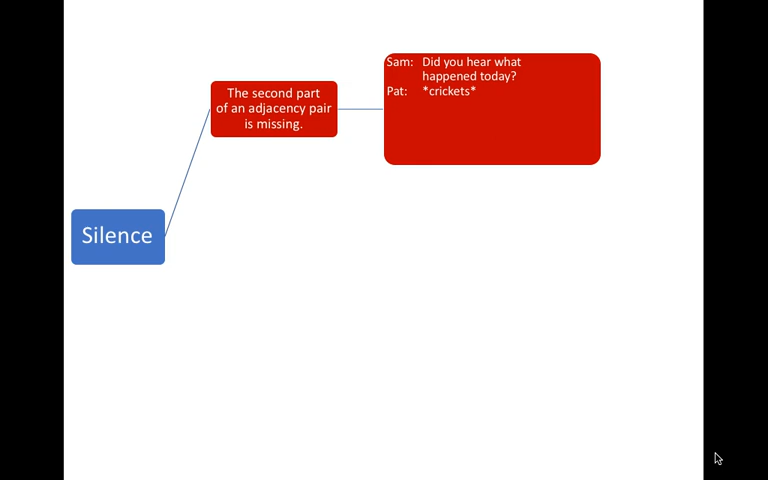 Silence
The second part
of an adjacency pair
is missing.
Sam: Did you hear what
happened today?
Pat: *crickets*